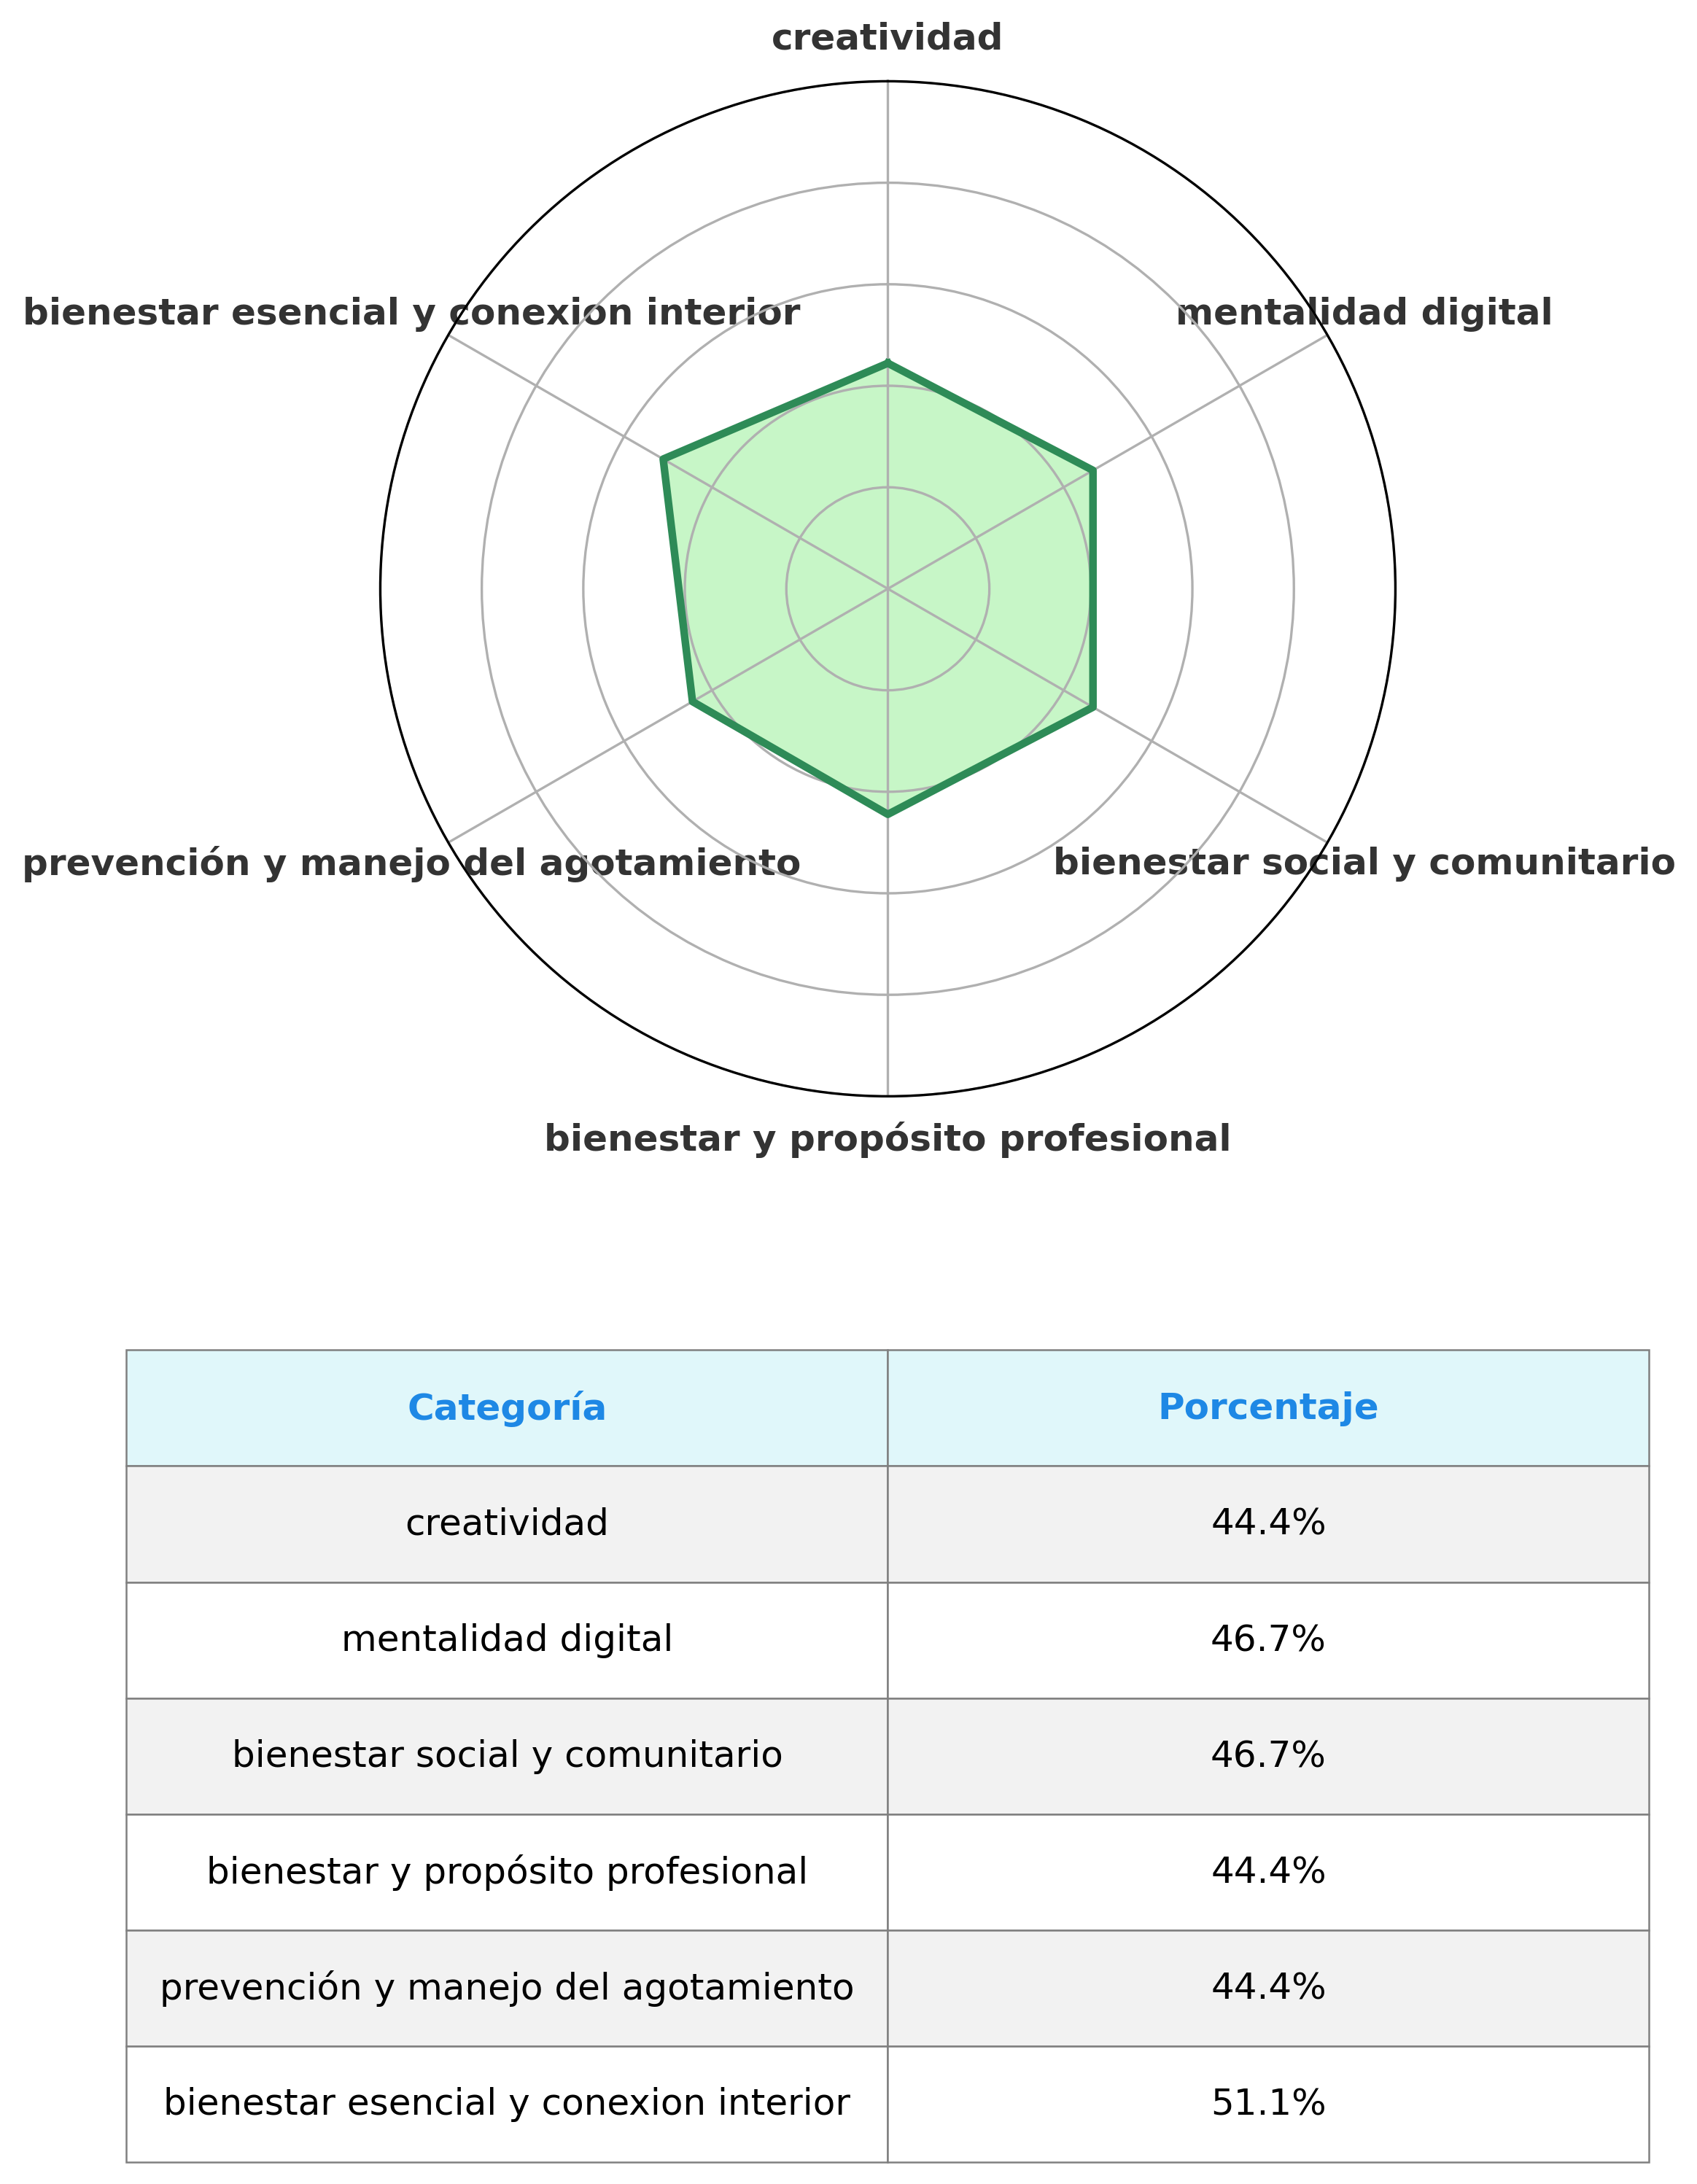 creatividad
bienestar esencial y conexion interior
mentalidad digital
prevención y manejo del agotamiento
bienestar social y comunitario
bienestar y propósito profesional
Categoría Porcentaje
creatividad 44.4%
mentalidad digital 46.7%
bienestar social y comunitario 46.7%
bienestar y propósito profesional 44.4%
prevención y manejo del agotamiento 44.4%
bienestar esencial y conexion interior 51.1%